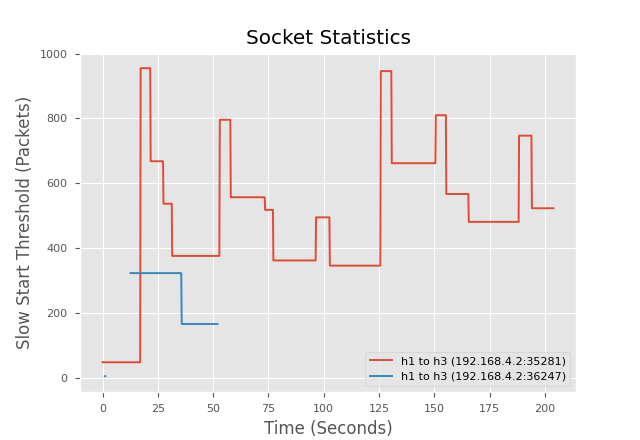 Socket Statistics
Slow Start Threshold (Packets)
1000
800
600
400
200
0
h1 to h3 (192.168.4.2:35281)
h1 to h3 (192.168.4.2:36247)
0 25 50 75 100 125 150 175 200
Time (Seconds)